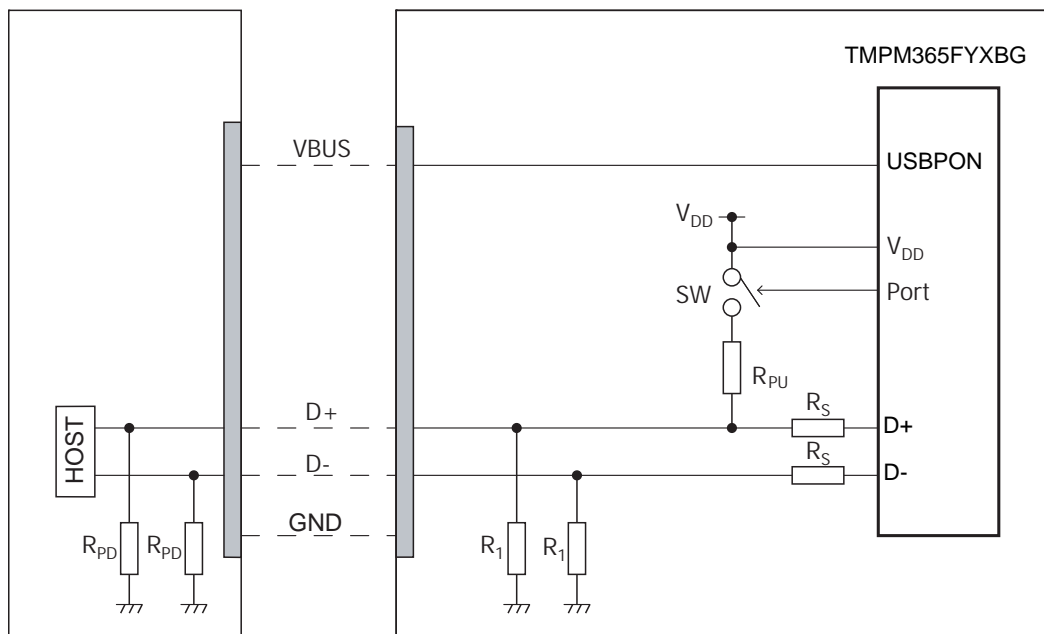 TMPM365FYXBG
VBUS
USBPON
VDD
VDD
SW
Port
RPU
D+
RS
D+
HOST
D-
RS
D-
GND
RPD
RPD
R1
R1